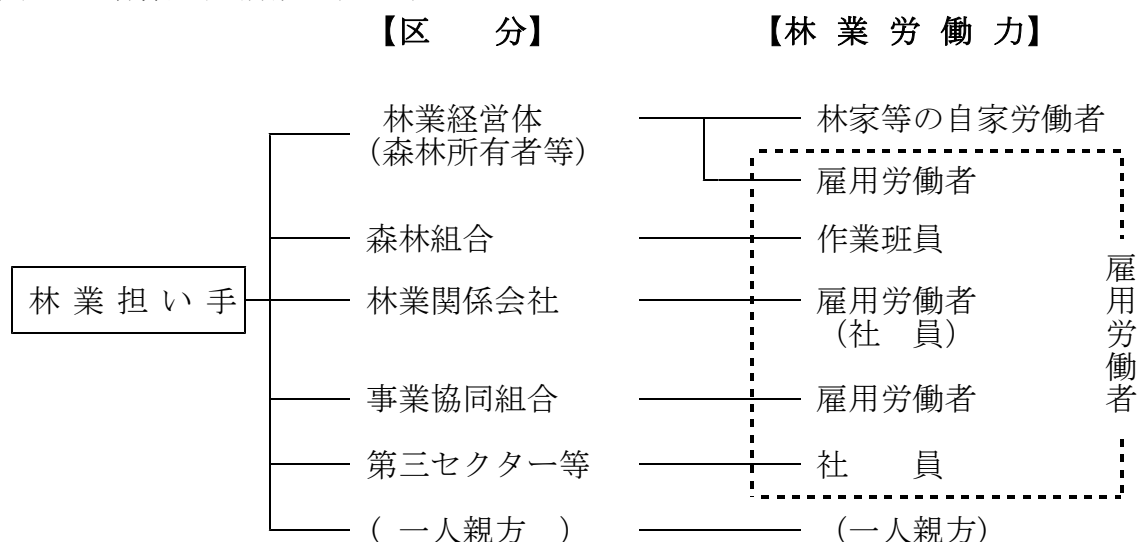 【区　　分】 【林 業 労 働 力】
林業経営体 林家等の自家労働者
（森林所有者等）
雇用労働者
森林組合 作業班員
林業担い手 林業関係会社 雇用労働者
（社　員）
事業協同組合 雇用労働者
第三セクター等 社　　員
（ 一人親方 ） （一人親方）
雇用労働者